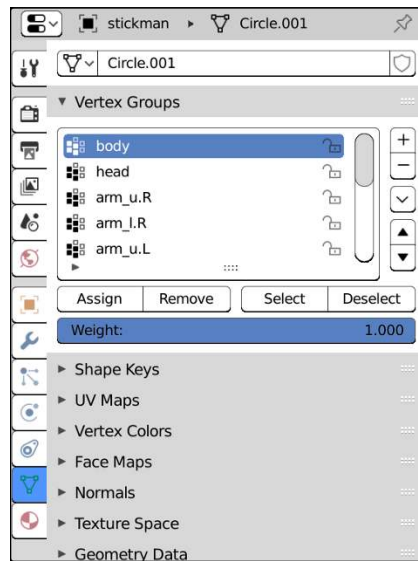 stickman Circle.001
Circle.001
Vertex Groups
body
head
arm_u.R
arm_l.R
arm_u.L
Assign Remove Select Deselect
Weight: 1.000
Shape Keys
UV Maps
Vertex Colors
Face Maps
Normals
Texture Space
Geometry Data